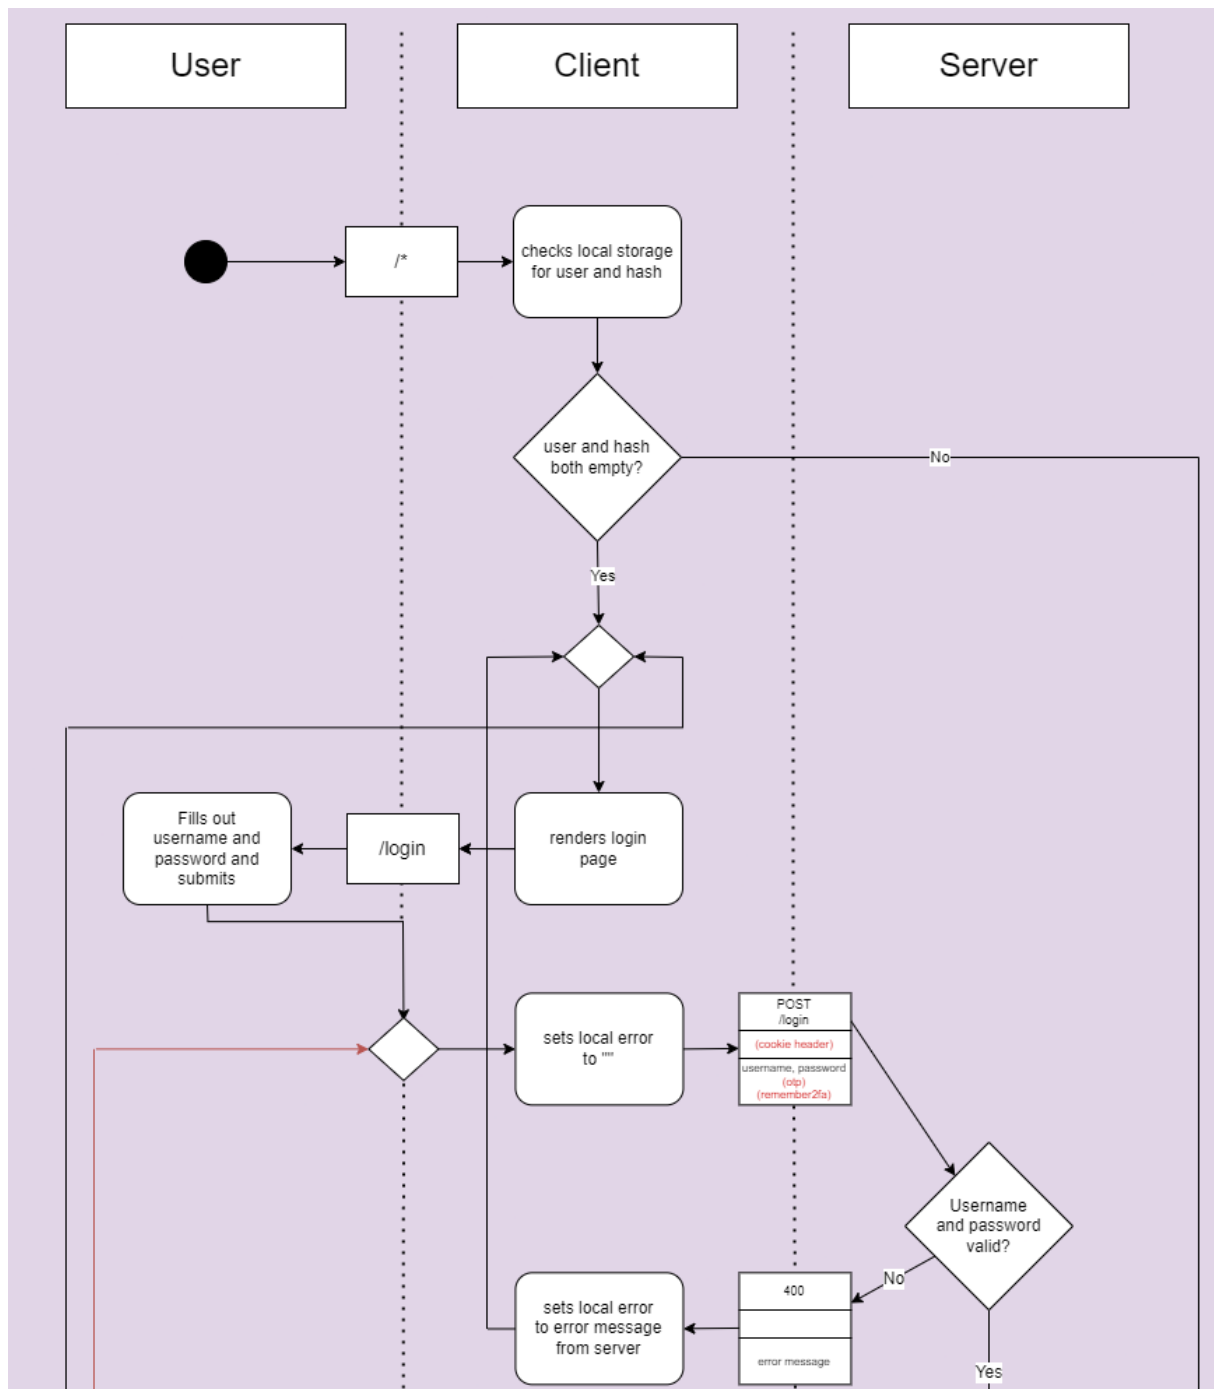 User
Client
Server
/*
checks local storage
for user and hash
user and hash
both empty?
No
Yes
Fills out
username and
password and
submits
/login
renders login
page
sets local error
to ""
POST
/login
(cookie header)
username, password
(otp)
(remember2fa)
Username
and password
valid?
No
400
sets local error
to error message
from server
error message
Yes